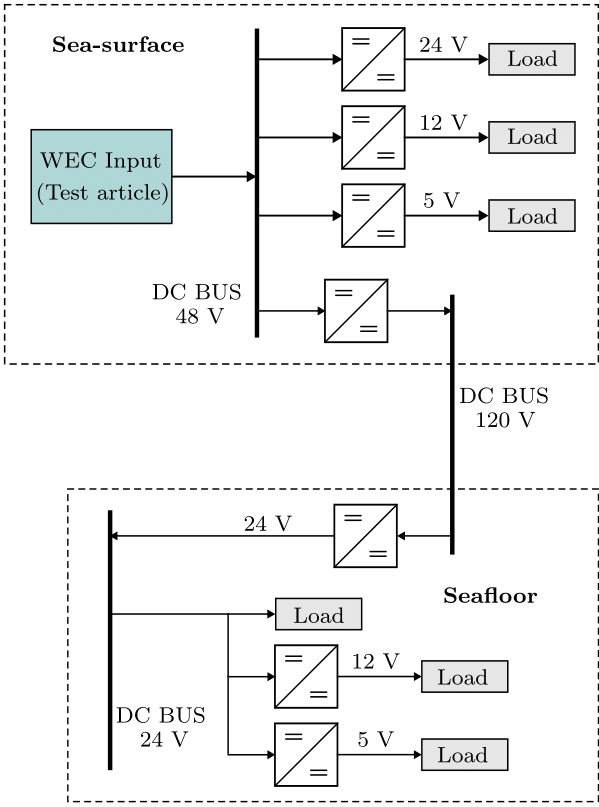 Sea-surface
24 V
Load
12 V
Load
WEC Input
(Test article)
5 V
Load
DC BUS
48 V
DC BUS
120 V
24 V
Seafloor
Load
12 V
Load
DC BUS
24 V
5 V
Load